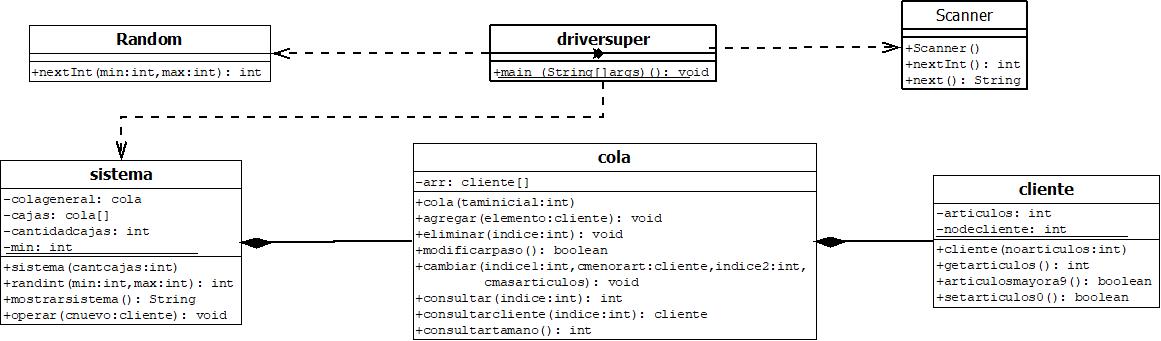 Random
+nextInt(min:int,max:int): int
driversuper
+main (String[]args)(): void
Scanner
+Scanner()
+nextInt(): int
+next(): String
sistema
-colageneral: cola
-cajas: cola[]
-cantidadcajas: int
-min: int
+sistema(cantcajas:int)
+randint(min:int,max:int): int
+mostrarsistema(): String
+operar(cnuevo:cliente): void
cola
-arr: cliente[]
+cola(taminicial:int)
+agregar(elemento:cliente): void
+eliminar(indice:int): void
+modificarpaso(): boolean
+cambiar(indice1:int,cmenorart:cliente,indice2:int,
cmasarticulos): void
+consultar(indice:int): int
+consultarcliente(indice:int): cliente
+consultartamano(): int
cliente
-articulos: int
-nodecliente: int
+cliente(noarticulos:int)
+getarticulos(): int
+articulosmayora9(): boolean
+setarticulos0(): boolean